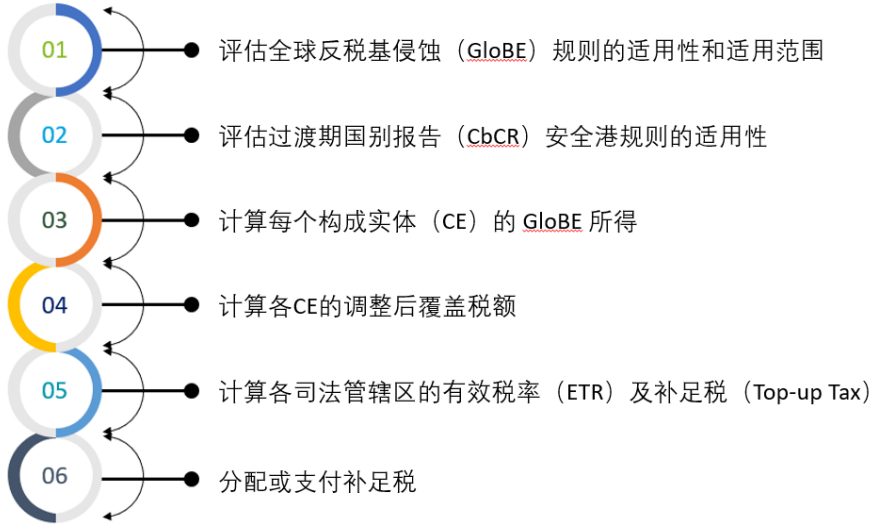 01 评估全球反税基侵蚀（GloBE）规则的适用性和适用范围
02 评估过渡期国别报告（CbCR）安全港规则的适用性
03 计算每个构成实体（CE）的 GloBE 所得
04 计算各CE的调整后覆盖税额
05 计算各司法管辖区的有效税率（ETR）及补足税（Top-up Tax）
06 分配或支付补足税